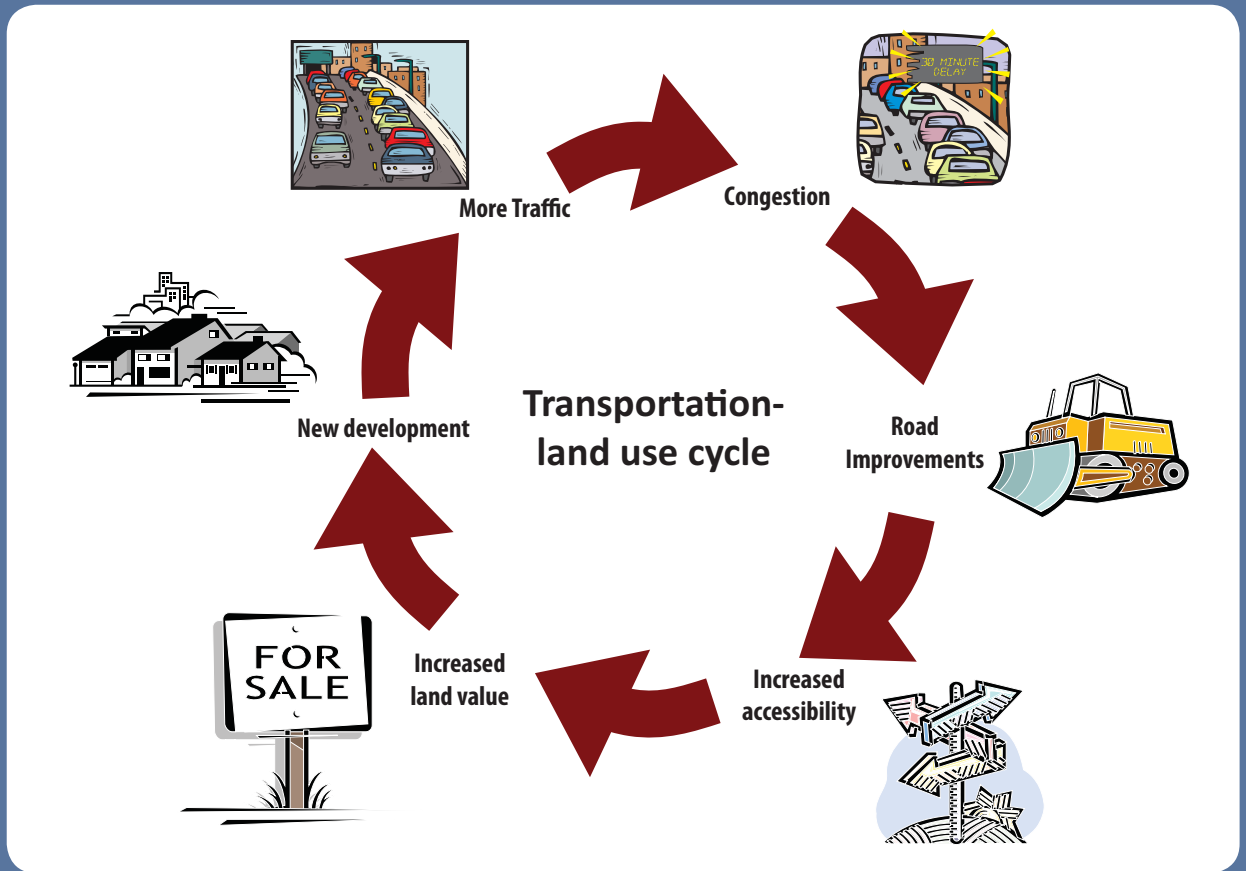 30 MINUTE
DELAY
More Traffic
Congestion
Transportation-
land use cycle
Road
Improvements
New development
Increased
accessibility
Increased
land value
FOR
SALE